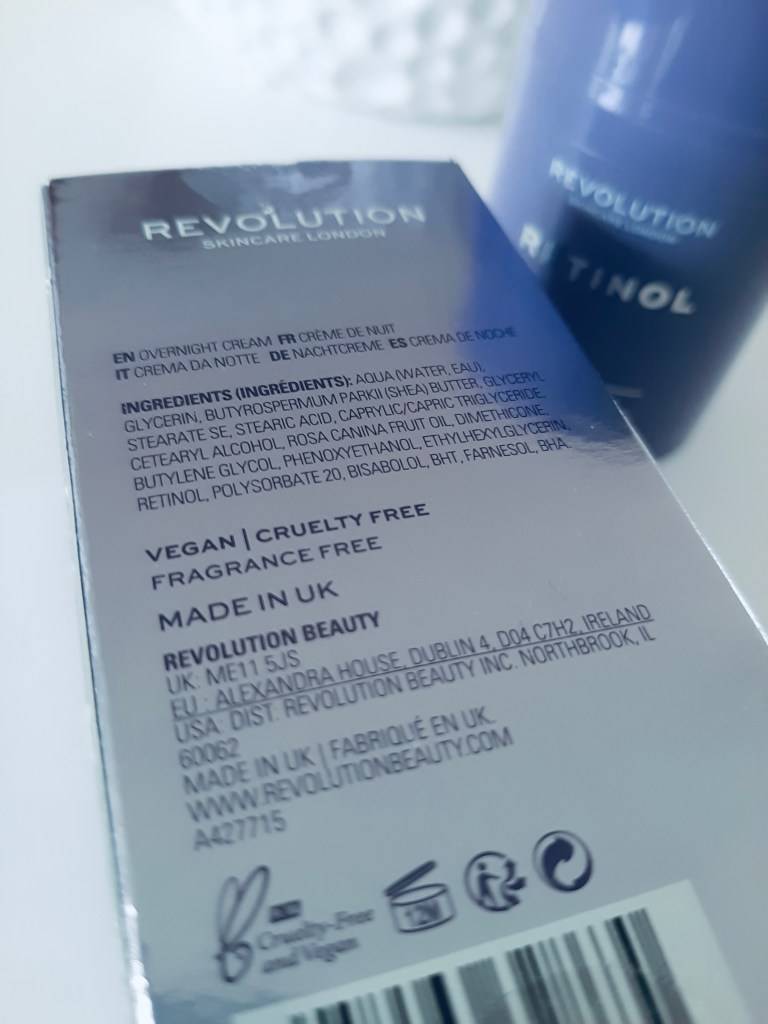 REVOLUTION
SKINCARE LONDON
EN OVERNIGHT CREAM FR CRÈME DE NUIT
IT CREMA DA NOTTE DE NACHTCREME ES CREMA DE NOCHE
INGREDIENTS (INGRÉDIENTS): AQUA (WATER, EAU),
GLYCERIN, BUTYROSPERMUM PARKII (SHEA) BUTTER, GLYCERYL
STEARATE SE, STEARIC ACID, CAPRYLIC/CAPRIC TRIGLYCERIDE,
CETEARYL ALCOHOL, ROSA CANINA FRUIT OIL, DIMETHICONE,
BUTYLENE GLYCOL, PHENOXYETHANOL, ETHYLHEXYLGLYCERIN,
RETINOL, POLYSORBATE 20, BISABOLOL, BHT, FARNESOL, BHA.
VEGAN | CRUELTY FREE
FRAGRANCE FREE
MADE IN UK
REVOLUTION BEAUTY
UK: ME11 5JS
EU : ALEXANDRA HOUSE, DUBLIN 4, D04 C7H2, IRELAND
USA: DIST. REVOLUTION BEAUTY INC. NORTHBROOK, IL
60062
MADE IN UK | FABRIQUÉ EN UK.
WWW.REVOLUTIONBEAUTY.COM
A427715
Cruelty-Free
and Vegan
12M
REVOLUTION
SKINCARE LONDON
RETINOL